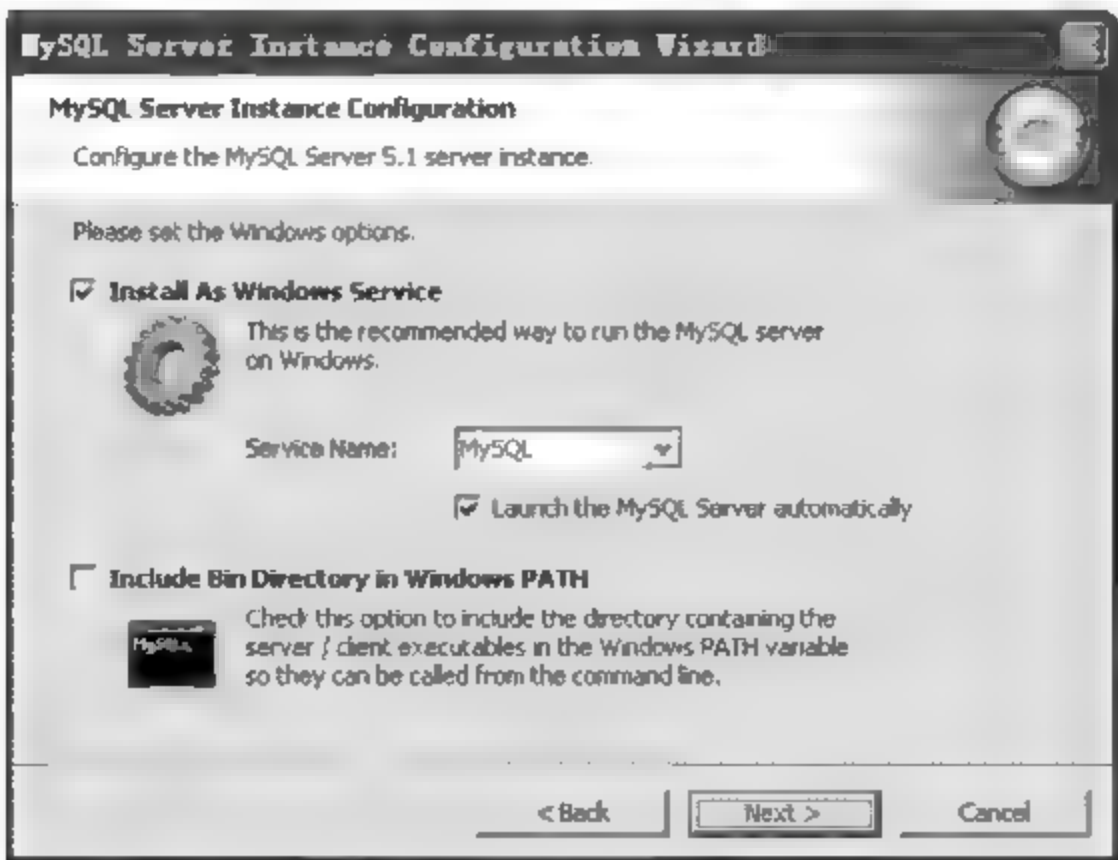 MySQL Server Instance Configuration Wizard
MySQL Server Instance Configuration
Configure the MySQL Server 5.1 server instance.
Please set the Windows options.
Install As Windows Service
This is the recommended way to run the MySQL server
on Windows.
Service Name: MySQL
Launch the MySQL Server automatically
Include Bin Directory in Windows PATH
Check this option to include the directory containing the
server / client executables in the Windows PATH variable
so they can be called from the command line.
MySQL
< Back Next > Cancel